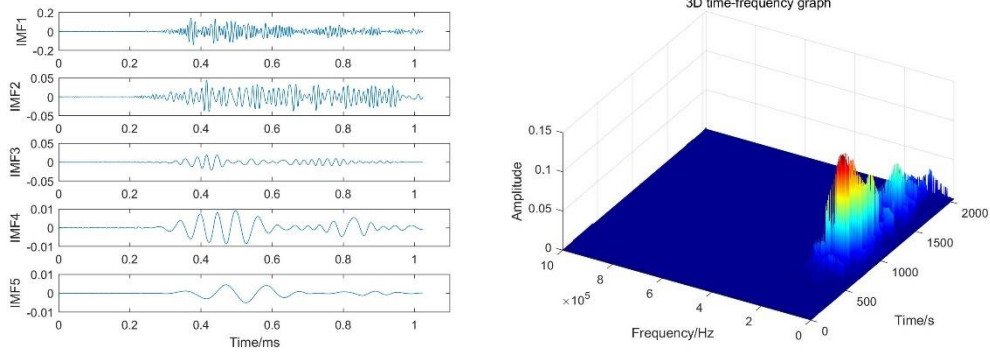 0.2
0
-0.2
IMF1
0 0.2 0.4 0.6 0.8 1
0.05
0
-0.05
IMF2
0 0.2 0.4 0.6 0.8 1
0.05
0
-0.05
IMF3
0 0.2 0.4 0.6 0.8 1
0.01
0
-0.01
IMF4
0 0.2 0.4 0.6 0.8 1
0.01
0
-0.01
IMF5
0 0.2 0.4 0.6 0.8 1
Time/ms
3D time-frequency graph
0.15
0.1
0.05
0
Amplitude
10
8
6
4
2
0
×10⁵
Frequency/Hz
0
500
1000
1500
2000
Time/s